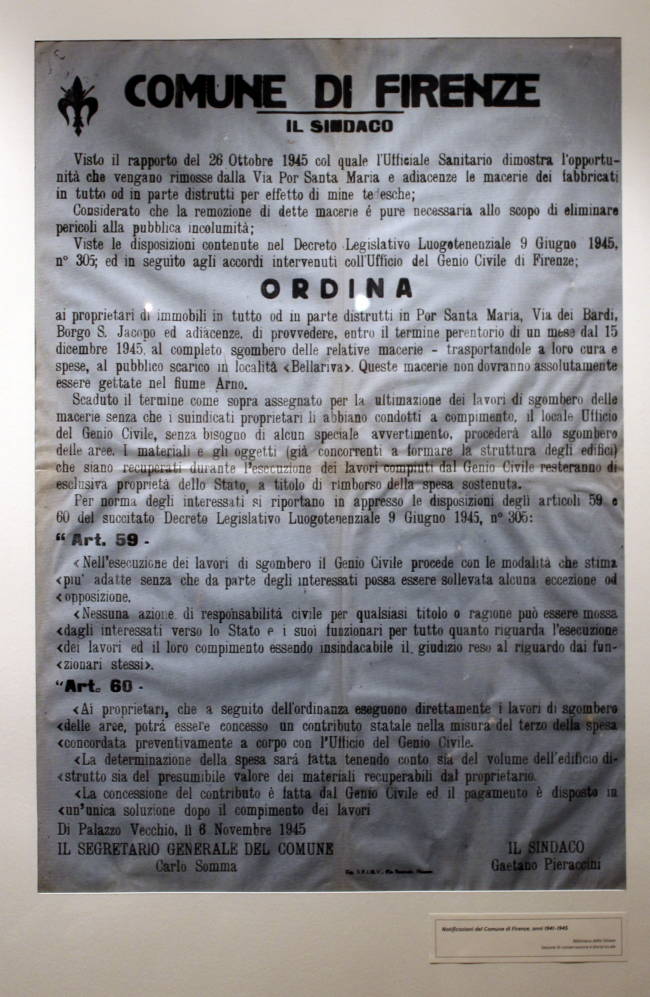 COMUNE DI FIRENZE
IL SINDACO
Visto il rapporto del 26 Ottobre 1945 col quale l'Ufficiale Sanitario dimostra l'opportu-
nità che vengano rimosse dalla Via Por Santa Maria e adiacenze le macerie dei fabbricati
in tutto od in parte distrutti per effetto di mine tedesche;
Considerato che la remozione di dette macerie é pure necessaria allo scopo di eliminare
pericoli alla pubblica incolumità;
Viste le disposizioni contenute nel Decreto Legislativo Luogotenenziale 9 Giugno 1945,
n° 305; ed in seguito agli accordi intervenuti coll'Ufficio del Genio Civile di Firenze;
ORDINA
ai proprietari di immobili in tutto od in parte distrutti in Por Santa Maria, Via dei Bardi,
Borgo S. Jacopo ed adiacenze, di provvedere, entro il termine perentorio di un mese dal 15
dicembre 1945, al completo sgombero delle relative macerie - trasportandole a loro cura e
spese, al pubblico scarico in località <Bellariva>. Queste macerie non dovranno assolutamente
essere gettate nel fiume Arno.
Scaduto il termine come sopra assegnato per la ultimazione dei lavori di sgombero delle
macerie senza che i suindicati proprietari li abbiano condotti a compimento, il locale Ufficio
del Genio Civile, senza bisogno di alcun speciale avvertimento, procederà allo sgombero
delle aree. I materiali e gli oggetti (già concorrenti a formare la struttura degli edifici)
che siano recuperati durante l'esecuzione dei lavori compiuti dal Genio Civile resteranno di
esclusiva proprietà dello Stato, a titolo di rimborso della spesa sostenuta.
Per norma degli interessati si riportano in appresso le disposizioni degli articoli 59 e
60 del succitato Decreto Legislativo Luogotenenziale 9 Giugno 1945, n° 305:
"Art. 59 -
<Nell'esecuzione dei lavori di sgombero il Genio Civile procede con le modalità che stima
<piu' adatte senza che da parte degli interessati possa essere sollevata alcuna eccezione od
<opposizione.
<Nessuna azione di responsabilità civile per qualsiasi titolo o ragione può essere mossa
<dagli interessati verso lo Stato e i suoi funzionari per tutto quanto riguarda l'esecuzione
<dei lavori ed il loro compimento essendo insindacabile il giudizio reso al riguardo dai fun-
<zionari stessi>.
"Art. 60 -
<Ai proprietari, che a seguito dell'ordinanza eseguono direttamente i lavori di sgombero
<delle aree, potrà essere concesso un contributo statale nella misura del terzo della spesa
<concordata preventivamente a corpo con l'Ufficio del Genio Civile.
<La determinazione della spesa sarà fatta tenendo conto sia del volume dell'edificio di-
<strutto sia del presumibile valore dei materiali recuperabili dal proprietario.
<La concessione del contributo è fatta dal Genio Civile ed il pagamento è disposto in
<un'unica soluzione dopo il compimento dei lavori
Di Palazzo Vecchio, lì 6 Novembre 1945
IL SEGRETARIO GENERALE DEL COMUNE
Carlo Somma
IL SINDACO
Gaetano Pieraccini
Notificazioni del Comune di Firenze, anni 1941-1945
Biblioteca delle Oblate
Sezione di conservazione e storia locale